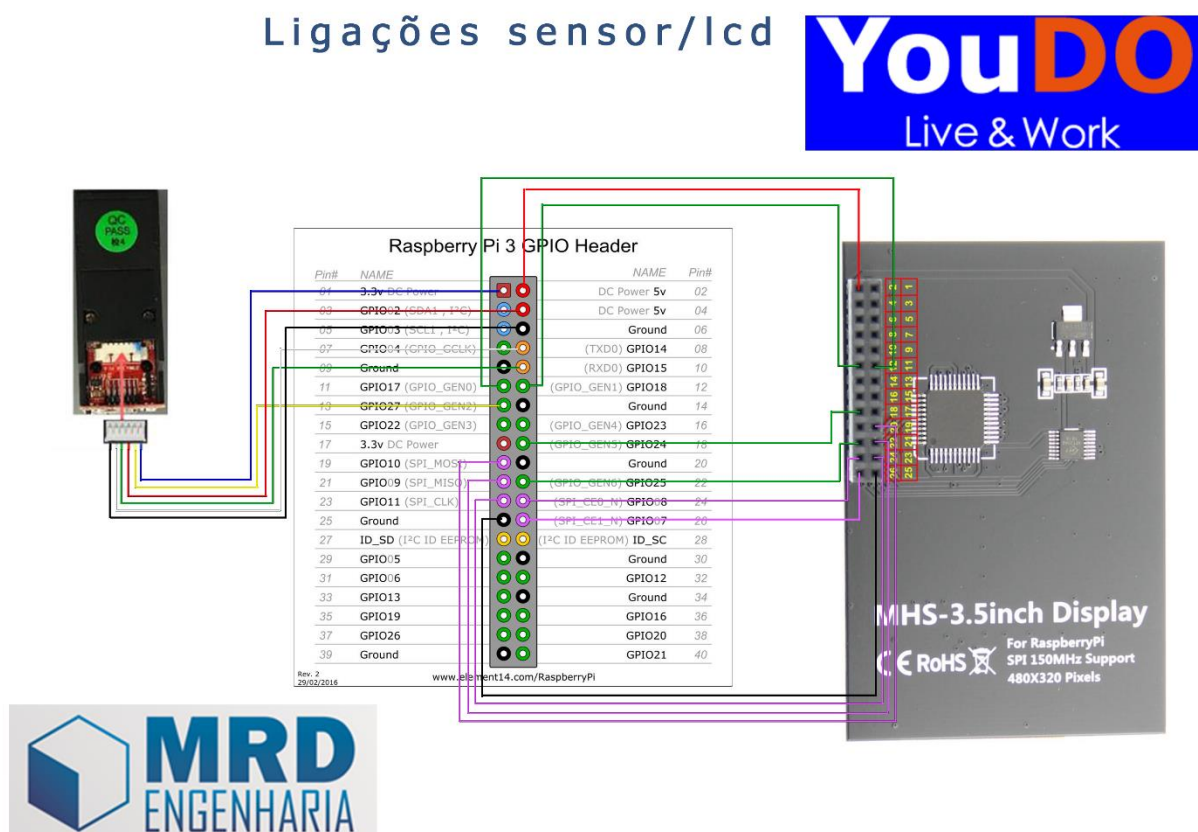 Ligações sensor/lcd
YouDO
Live & Work
QC
PASS
Raspberry Pi 3 GPIO Header
Pin# NAME NAME Pin#
01 3.3v DC Power DC Power 5v 02
03 GPIO02 (SDA1 , I²C) DC Power 5v 04
05 GPIO03 (SCL1 , I²C) Ground 06
07 GPIO04 (GPIO_GCLK) (TXD0) GPIO14 08
09 Ground (RXD0) GPIO15 10
11 GPIO17 (GPIO_GEN0) (GPIO_GEN1) GPIO18 12
13 GPIO27 (GPIO_GEN2) Ground 14
15 GPIO22 (GPIO_GEN3) (GPIO_GEN4) GPIO23 16
17 3.3v DC Power (GPIO_GEN5) GPIO24 18
19 GPIO10 (SPI_MOSI) Ground 20
21 GPIO09 (SPI_MISO) (GPIO_GEN6) GPIO25 22
23 GPIO11 (SPI_CLK) (SPI_CE0_N) GPIO08 24
25 Ground (SPI_CE1_N) GPIO07 26
27 ID_SD (I²C ID EEPROM) (I²C ID EEPROM) ID_SC 28
29 GPIO05 Ground 30
31 GPIO06 GPIO12 32
33 GPIO13 Ground 34
35 GPIO19 GPIO16 36
37 GPIO26 GPIO20 38
39 Ground GPIO21 40
Rev. 2
29/02/2016
www.element14.com/RaspberryPi
2 1
4 3
6 5
8 7
10 9
12 11
14 13
16 15
18 17
20 19
22 21
24 23
26 25
MHS-3.5inch Display
CE RoHS
For RaspberryPi
SPI 150MHz Support
480X320 Pixels
MRD
ENGENHARIA